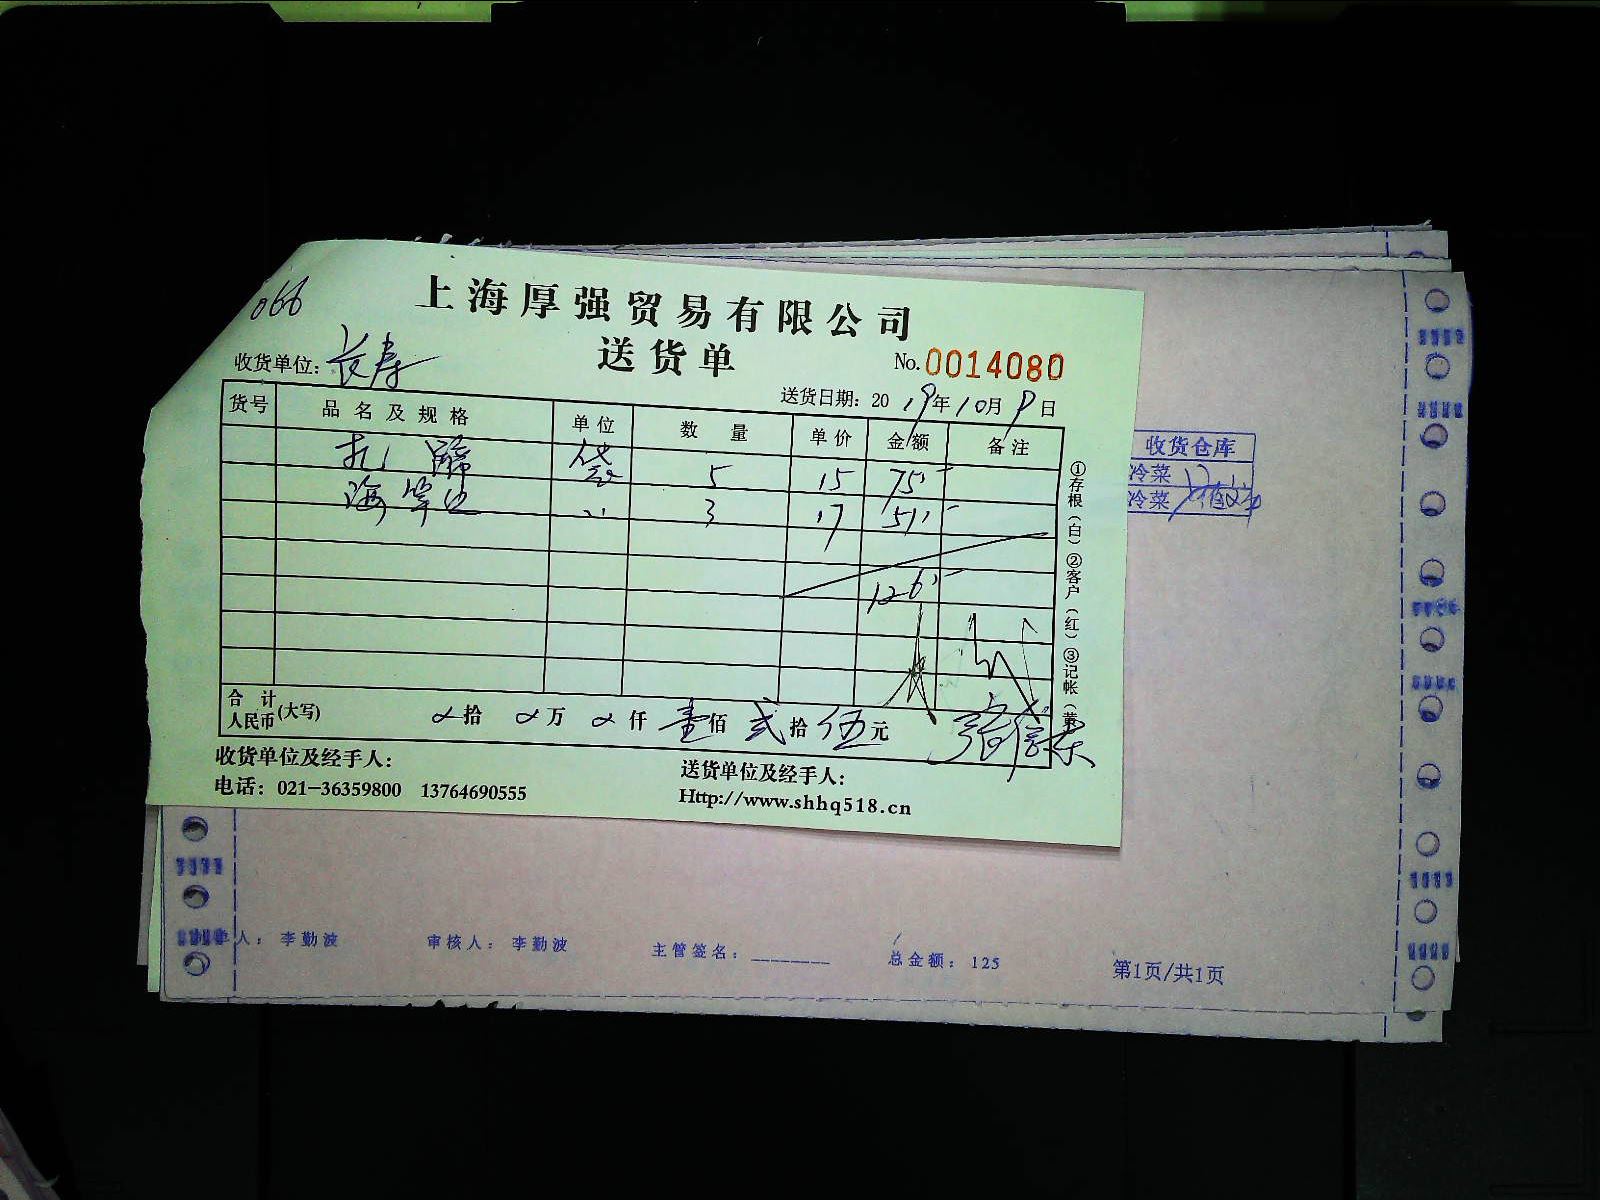 066
上海厚强贸易有限公司
送货单
No. 0014080
收货单位: 长寿
送货日期: 2019年10月9日
货号 品名及规格 单位 数量 单价 金额 备注
扎蹄 袋 5 15 75
海笋 〃 3 17 51
126
合计人民币(大写) 拾 万 仟 壹佰 贰拾 伍元
收货单位及经手人:
送货单位及经手人:
电话: 021-36359800 13764690555
Http://www.shhq518.cn
①存根(白)②客户(红)③记帐(黄)
收货仓库
冷菜
冷菜
人: 李勤波 审核人: 李勤波 主管签名: ________ 总金额: 125 第1页/共1页